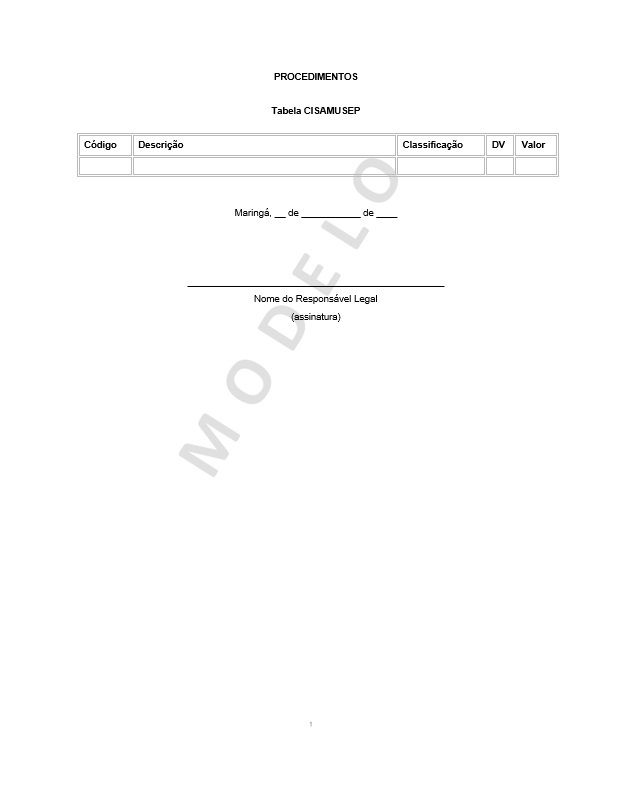 PROCEDIMENTOS
Tabela CISAMUSEP
Código Descrição Classificação DV Valor
Maringá, __ de ___________ de ____
Nome do Responsável Legal
(assinatura)
MODELO
1